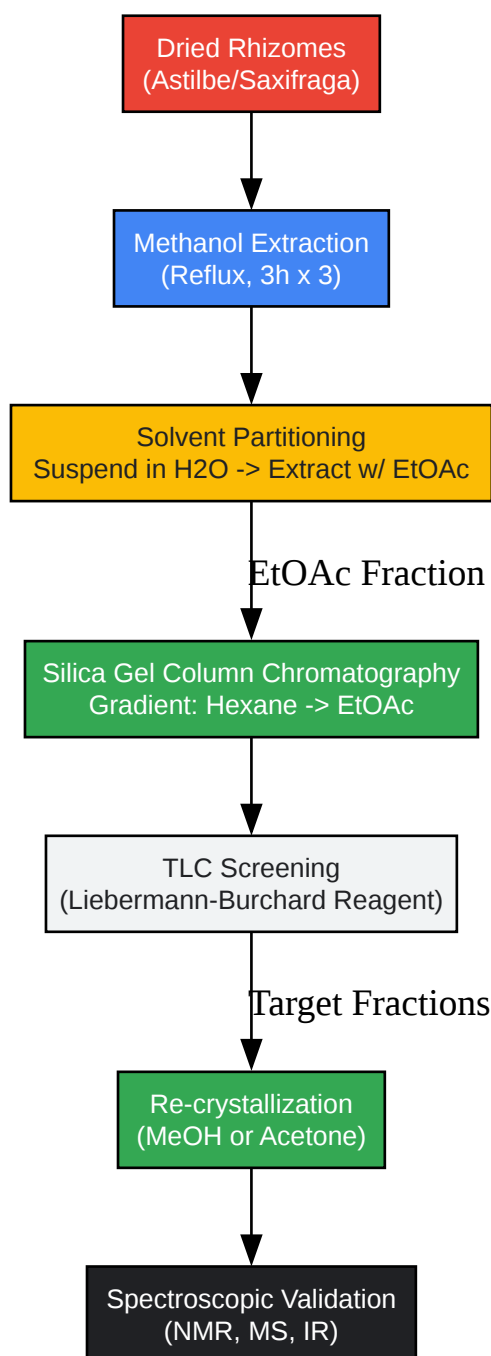 Dried Rhizomes
(Astilbe/Saxifraga)
Methanol Extraction
(Reflux, 3h x 3)
Solvent Partitioning
Suspend in H2O -> Extract w/ EtOAc
EtOAc Fraction
Silica Gel Column Chromatography
Gradient: Hexane -> EtOAc
TLC Screening
(Liebermann-Burchard Reagent)
Target Fractions
Re-crystallization
(MeOH or Acetone)
Spectroscopic Validation
(NMR, MS, IR)